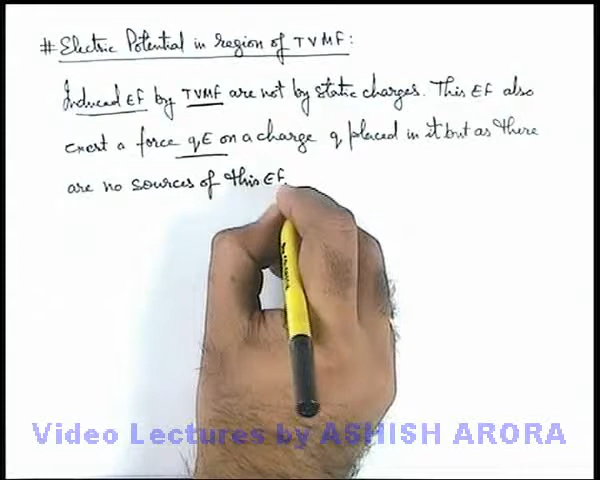 # Electric Potential in region of TVMF:
Induced EF by TVMF are not by static charges. This EF also
exert a force qE on a charge q placed in it but as there
are no sources of this EF.
Video Lectures by ASHISH ARORA